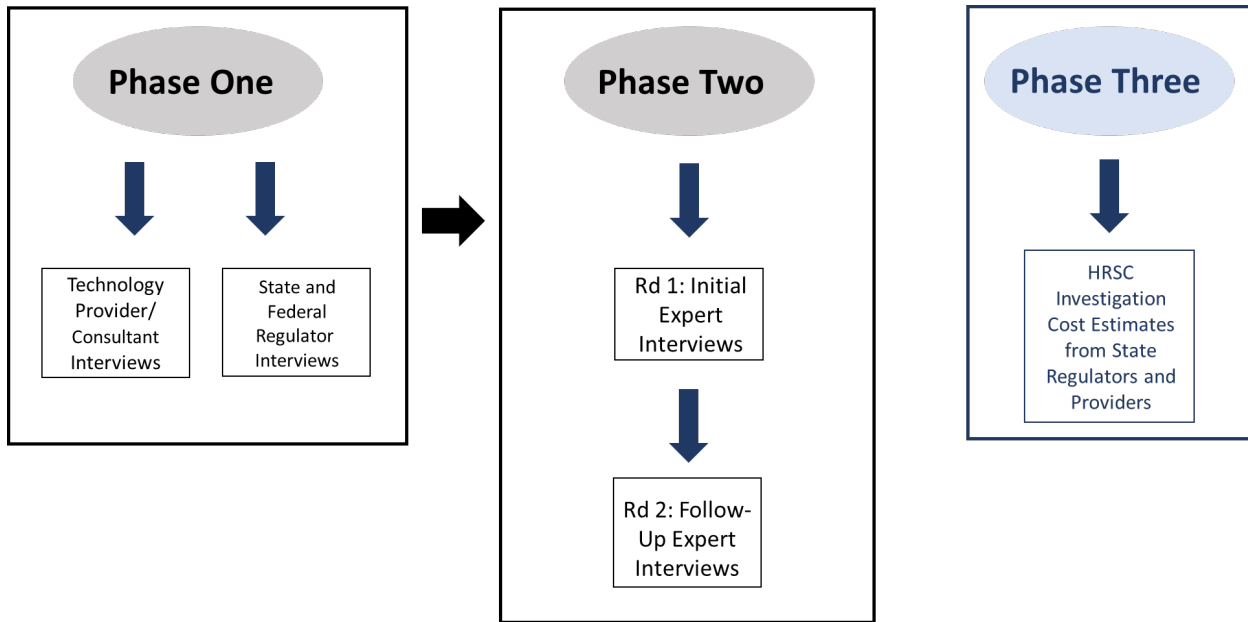 Phase One
Technology
Provider/
Consultant
Interviews
State and
Federal
Regulator
Interviews
Phase Two
Rd 1: Initial
Expert
Interviews
Rd 2: Follow-
Up Expert
Interviews
Phase Three
HRSC
Investigation
Cost Estimates
from State
Regulators and
Providers